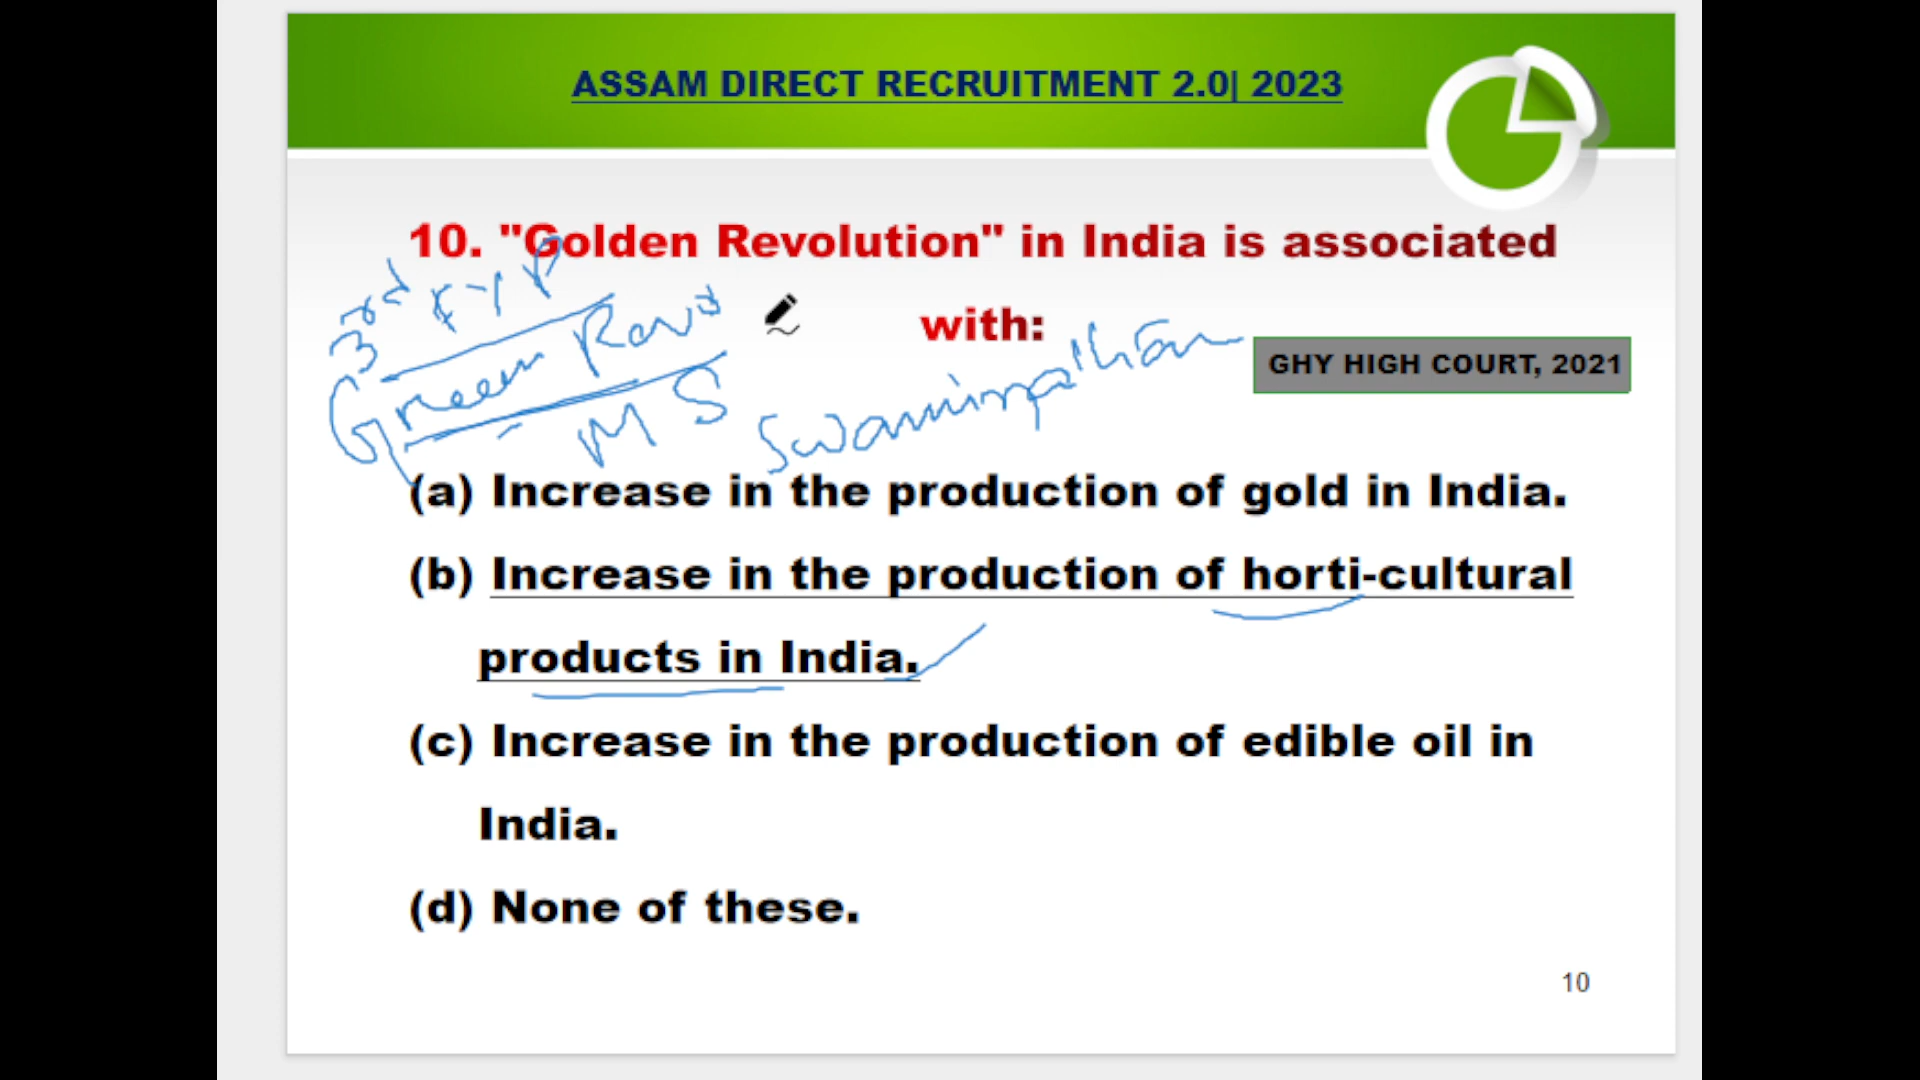 ASSAM DIRECT RECRUITMENT 2.0| 2023
10. "Golden Revolution" in India is associated
with:
GHY HIGH COURT, 2021
3rd FYP
Green Rev
M S Swaminathan
(a) Increase in the production of gold in India.
(b) Increase in the production of horti-cultural
products in India.
(c) Increase in the production of edible oil in
India.
(d) None of these.
10